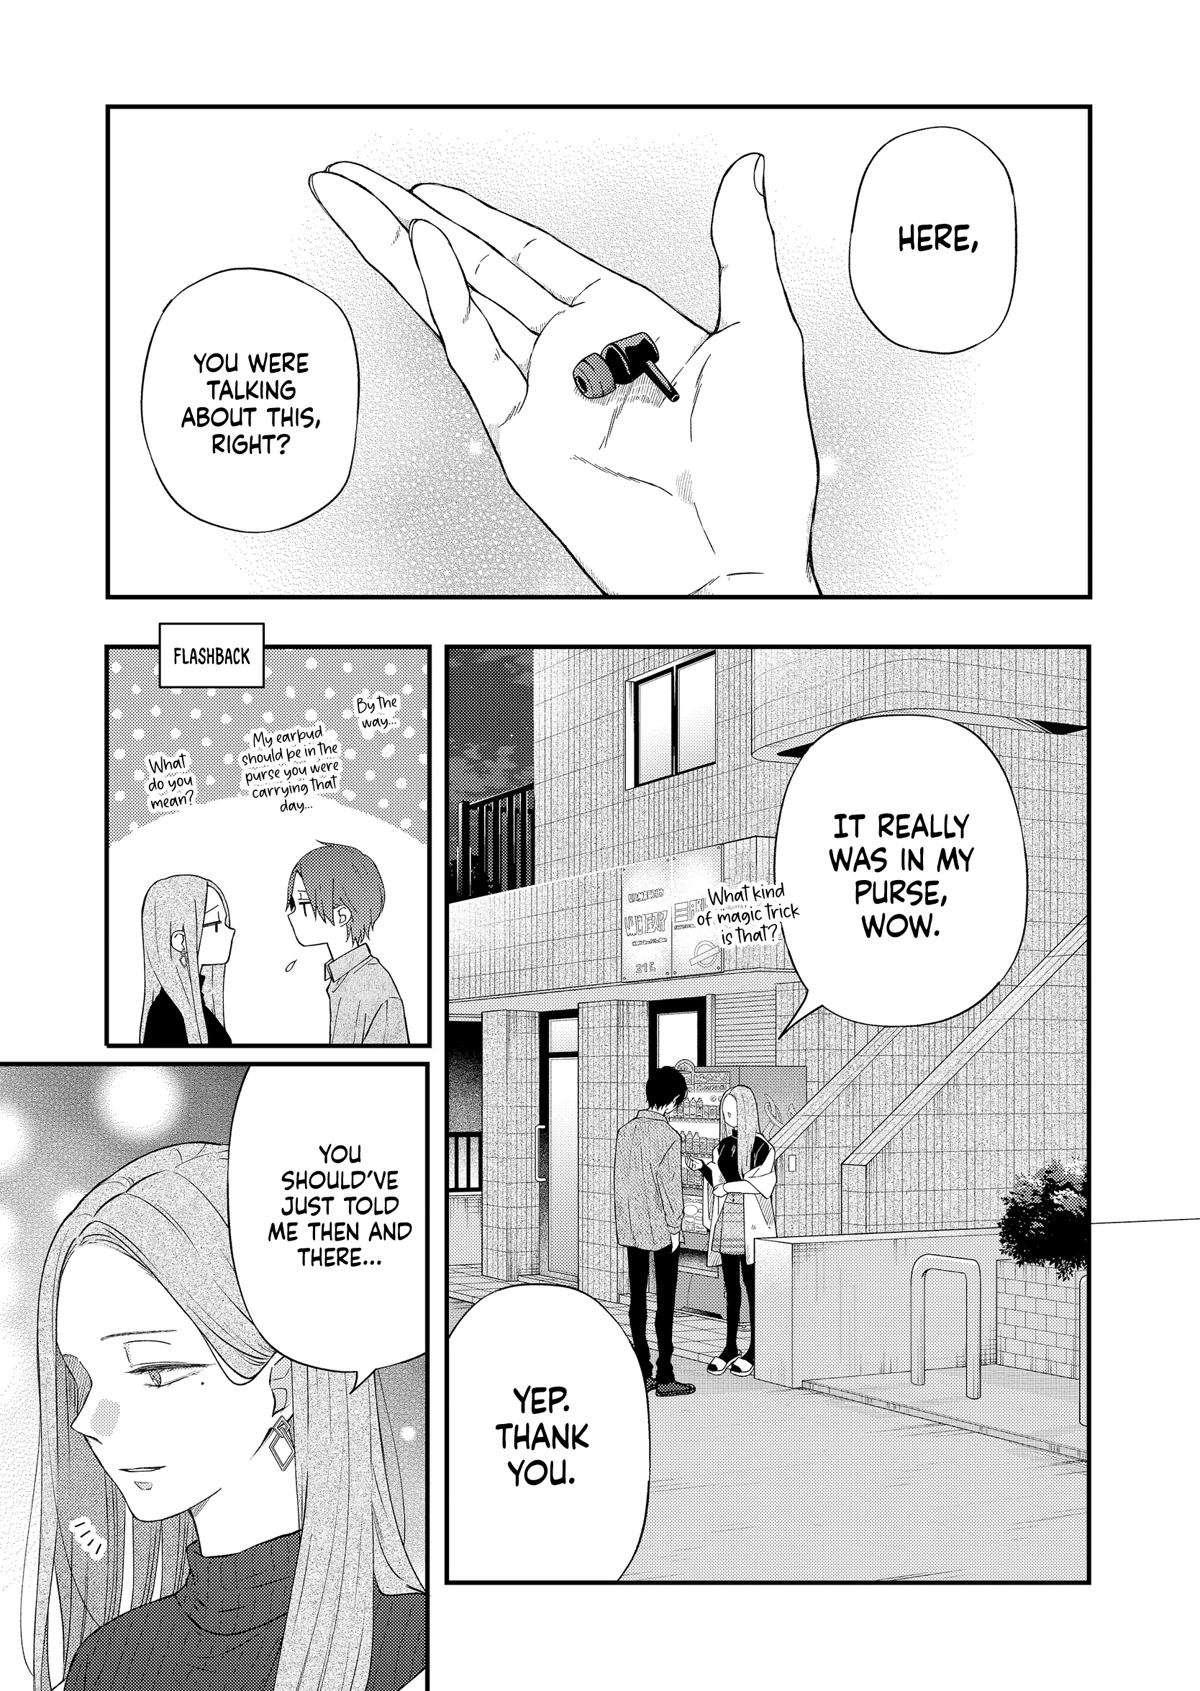 HERE,
YOU WERE
TALKING
ABOUT THIS,
RIGHT?
IT REALLY
WAS IN MY
PURSE,
WOW.
What kind
of magic trick
is that?
YEP.
THANK
YOU.
FLASHBACK
By the
way...
My earbud
should be in the
purse you were
carrying that
day...
What
do you
mean?
YOU
SHOULD'VE
JUST TOLD
ME THEN AND
THERE...